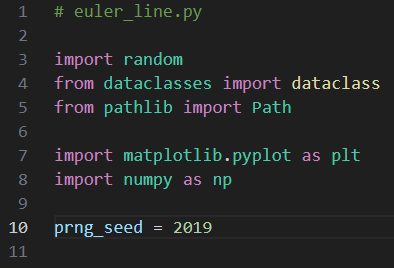 1 # euler_line.py
2
3 import random
4 from dataclasses import dataclass
5 from pathlib import Path
6
7 import matplotlib.pyplot as plt
8 import numpy as np
9
10 prng_seed = 2019
11